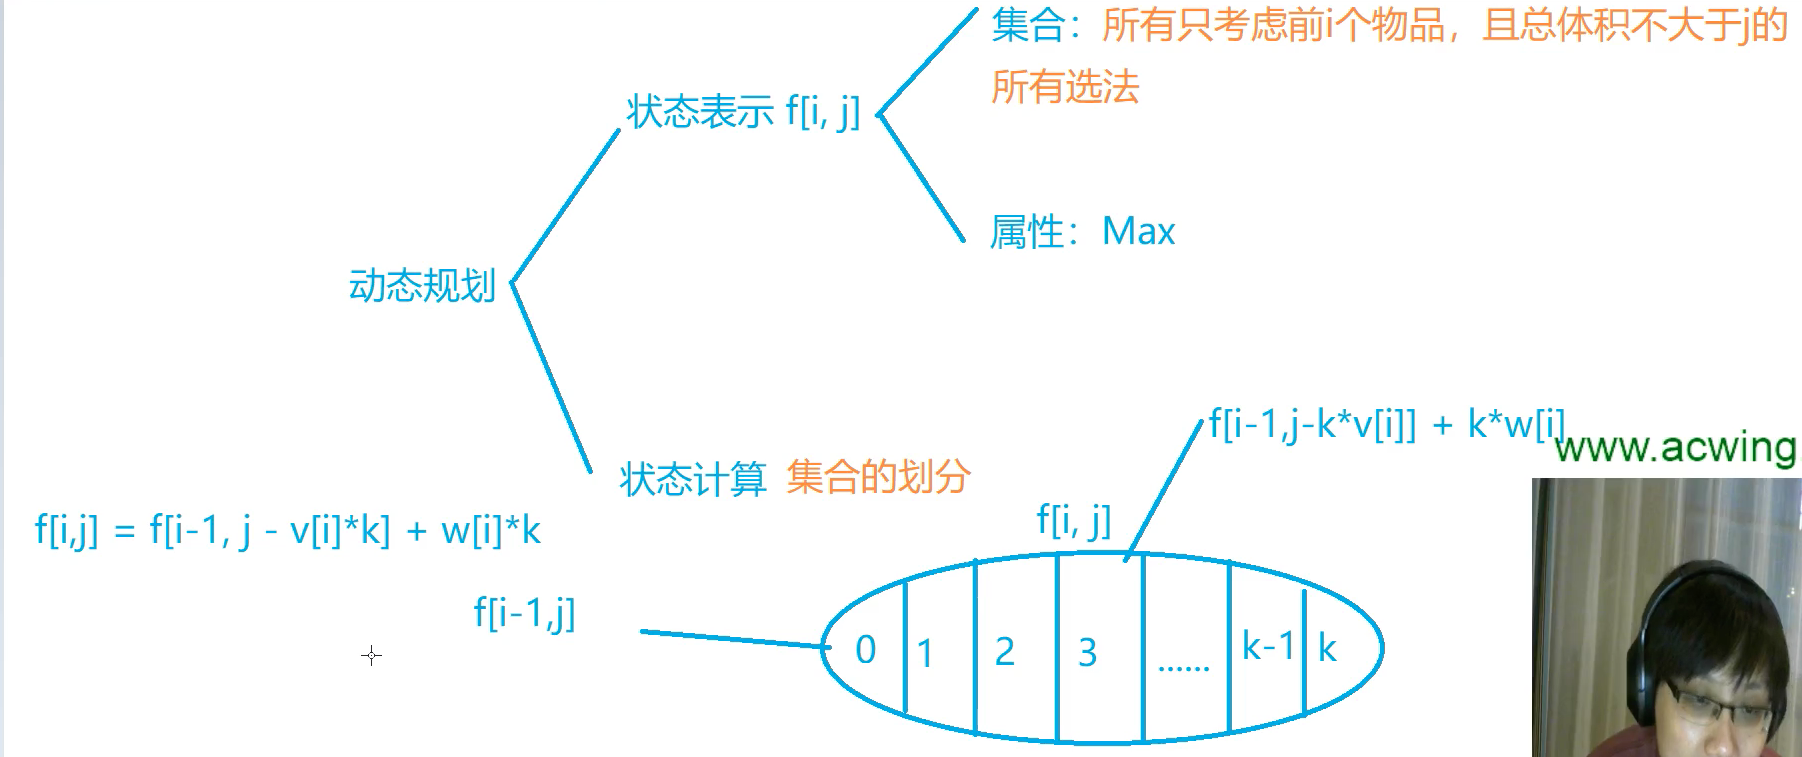 集合：所有只考虑前i个物品，且总体积不大于j的
所有选法
状态表示 f[i, j]
属性：Max
动态规划
f[i-1,j-k*v[i]] + k*w[i]
www.acwing
状态计算 集合的划分
f[i,j] = f[i-1, j - v[i]*k] + w[i]*k
f[i, j]
f[i-1,j]
0 1 2 3 ...... k-1 k